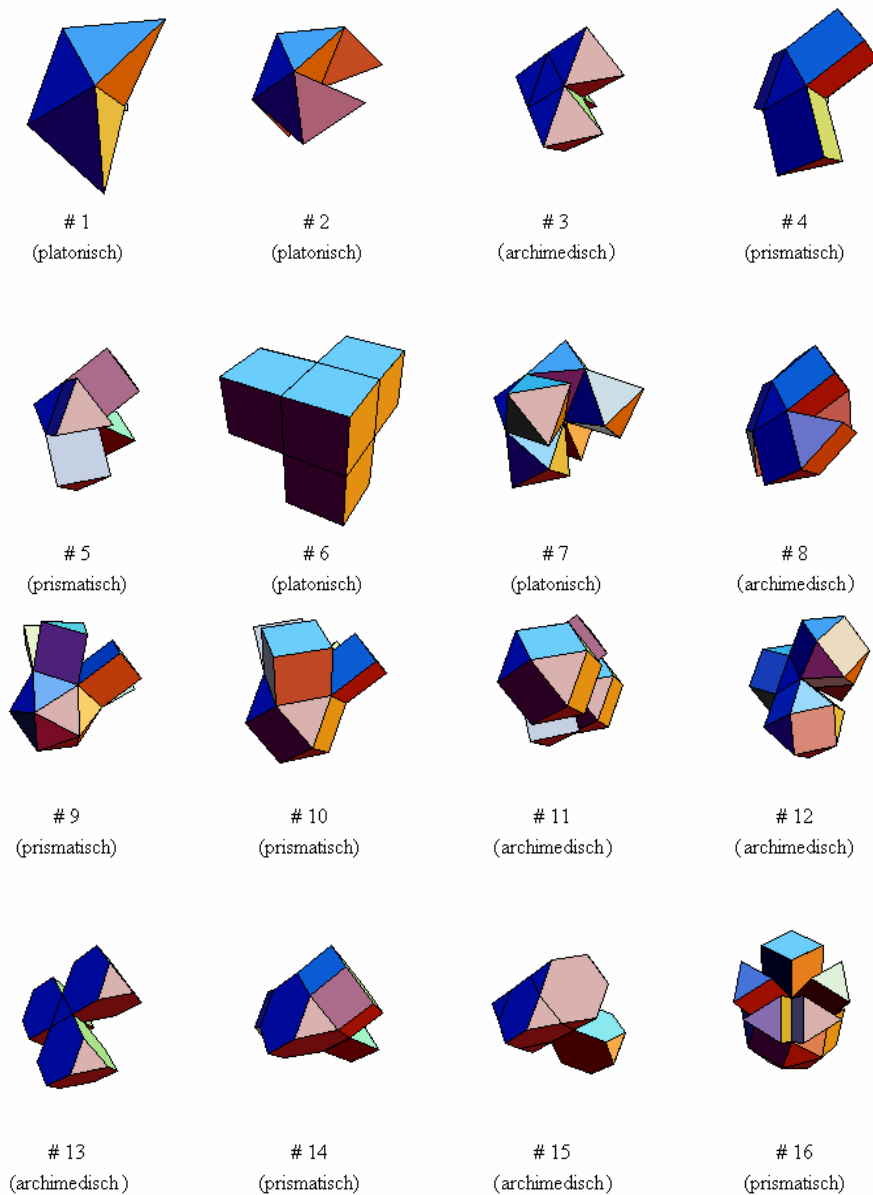 # 1 # 2 # 3 # 4
(platonisch) (platonisch) (archimedisch) (prismatisch)
# 5 # 6 # 7 # 8
(prismatisch) (platonisch) (platonisch) (archimedisch)
# 9 # 10 # 11 # 12
(prismatisch) (prismatisch) (archimedisch) (archimedisch)
# 13 # 14 # 15 # 16
(archimedisch) (prismatisch) (archimedisch) (prismatisch)